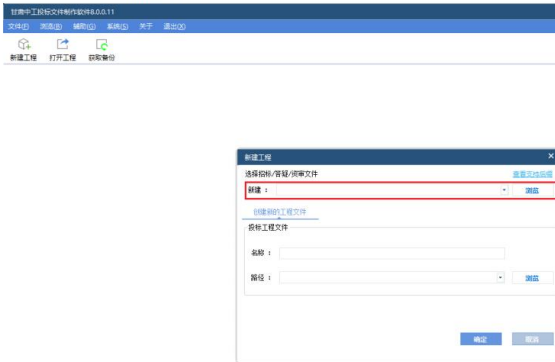 甘肃中工投标文件制作软件8.0.0.11
文件(F) 浏览(B) 辅助(G) 系统(S) 关于 退出(X)
新建工程 打开工程 获取备份
新建工程
选择招标/答疑/资审文件 查看支持后缀
新建： 浏览
创建新的工程文件
投标工程文件
名称：
路径： 浏览
确定 取消